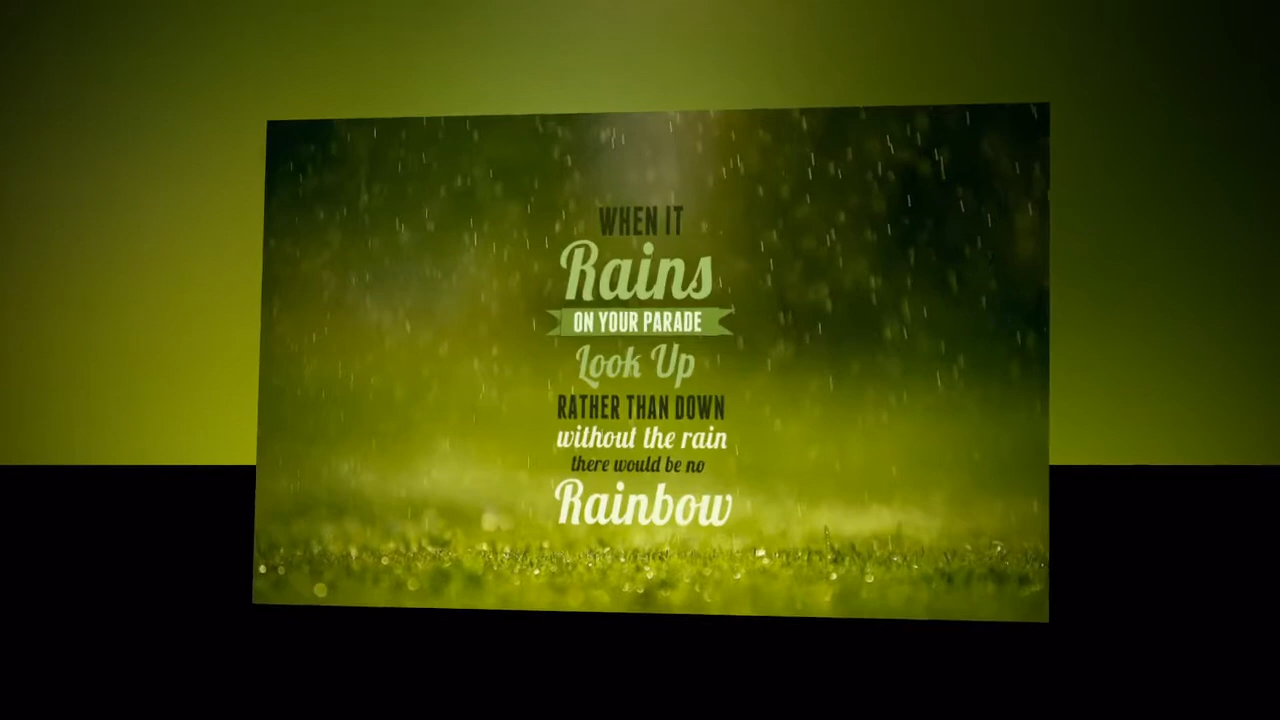 WHEN IT
Rains
ON YOUR PARADE
Look Up
RATHER THAN DOWN
without the rain
there would be no
Rainbow